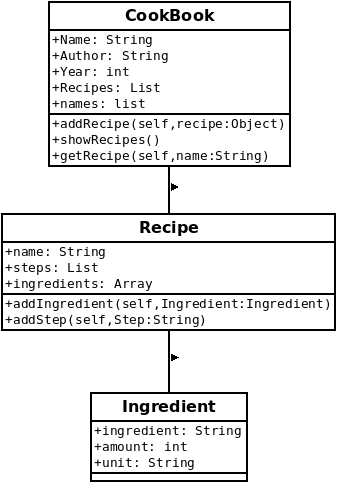 CookBook
+Name: String
+Author: String
+Year: int
+Recipes: List
+names: list
+addRecipe(self,recipe:Object)
+showRecipes()
+getRecipe(self,name:String)
Recipe
+name: String
+steps: List
+ingredients: Array
+addIngredient(self,Ingredient:Ingredient)
+addStep(self,Step:String)
Ingredient
+ingredient: String
+amount: int
+unit: String